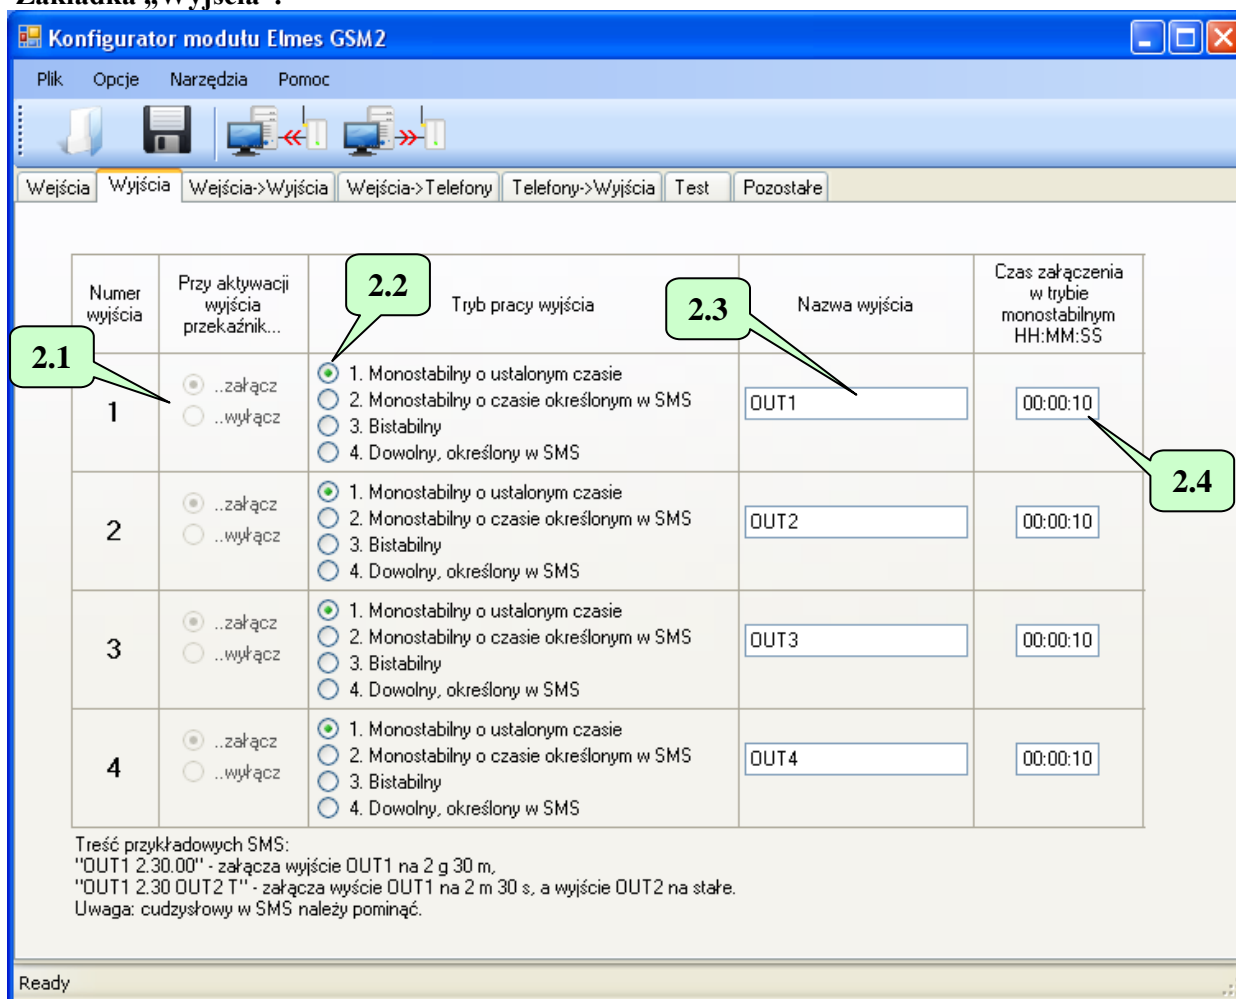 Zakładka „Wyjścia”.
Konfigurator modułu Elmes GSM2
Plik Opcje Narzędzia Pomoc
Wejścia Wyjścia Wejścia->Wyjścia Wejścia->Telefony Telefony->Wyjścia Test Pozostałe
Numer
wyjścia
Przy aktywacji
wyjścia
przekaźnik...
Tryb pracy wyjścia
Nazwa wyjścia
Czas załączenia
w trybie
monostabilnym
HH:MM:SS
2.1
2.2
2.3
2.4
1
..załącz
..wyłącz
1. Monostabilny o ustalonym czasie
2. Monostabilny o czasie określonym w SMS
3. Bistabilny
4. Dowolny, określony w SMS
OUT1
00:00:10
2
..załącz
..wyłącz
1. Monostabilny o ustalonym czasie
2. Monostabilny o czasie określonym w SMS
3. Bistabilny
4. Dowolny, określony w SMS
OUT2
00:00:10
3
..załącz
..wyłącz
1. Monostabilny o ustalonym czasie
2. Monostabilny o czasie określonym w SMS
3. Bistabilny
4. Dowolny, określony w SMS
OUT3
00:00:10
4
..załącz
..wyłącz
1. Monostabilny o ustalonym czasie
2. Monostabilny o czasie określonym w SMS
3. Bistabilny
4. Dowolny, określony w SMS
OUT4
00:00:10
Treść przykładowych SMS:
"OUT1 2.30.00" - załącza wyjście OUT1 na 2 g 30 m,
"OUT1 2.30 OUT2 T" - załącza wyście OUT1 na 2 m 30 s, a wyjście OUT2 na stałe.
Uwaga: cudzysłowy w SMS należy pominąć.
Ready